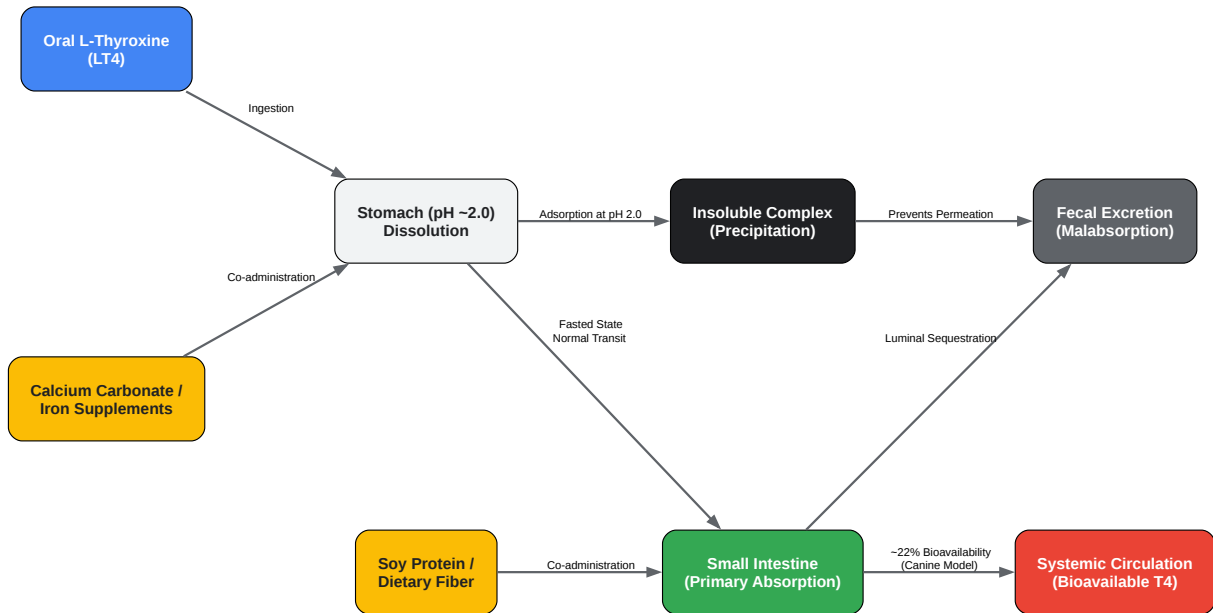 Oral L-Thyroxine
(LT4)
Ingestion
Stomach (pH ~2.0)
Dissolution
Adsorption at pH 2.0
Insoluble Complex
(Precipitation)
Prevents Permeation
Fecal Excretion
(Malabsorption)
Co-administration
Calcium Carbonate /
Iron Supplements
Fasted State
Normal Transit
Luminal Sequestration
Soy Protein /
Dietary Fiber
Co-administration
Small Intestine
(Primary Absorption)
~22% Bioavailability
(Canine Model)
Systemic Circulation
(Bioavailable T4)